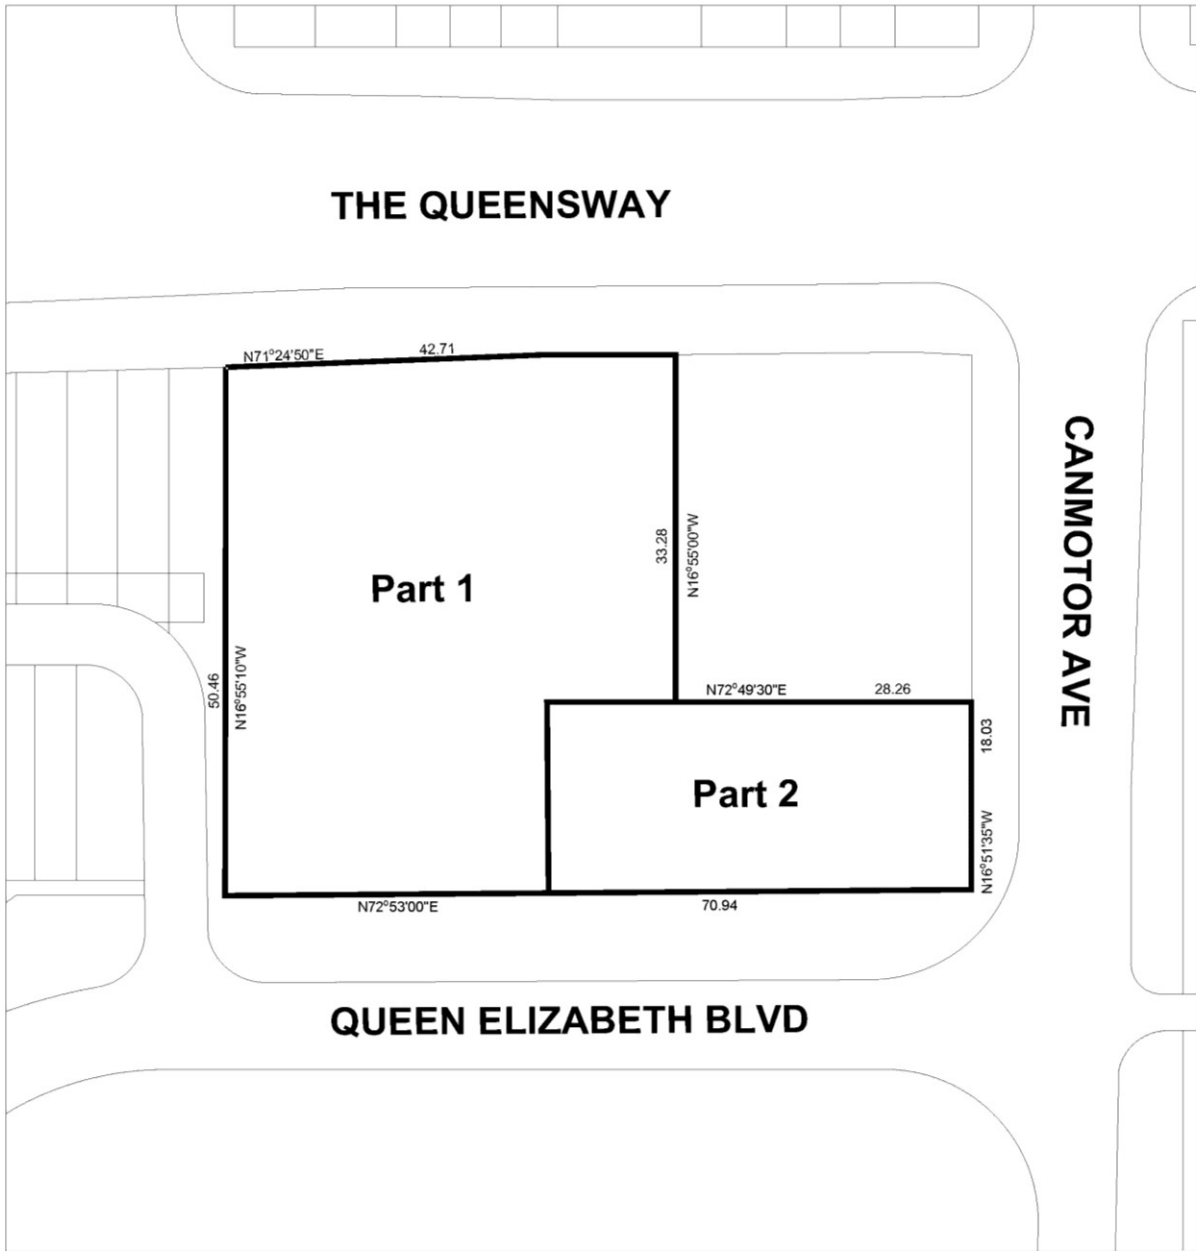 THE QUEENSWAY
N71°24'50"E
42.71
CANMOTOR AVE
33.28
N16°55'00"W
Part 1
50.46
N16°55'10"W
N72°49'30"E
28.26
18.03
Part 2
N16°51'35"W
N72°53'00"E
70.94
QUEEN ELIZABETH BLVD